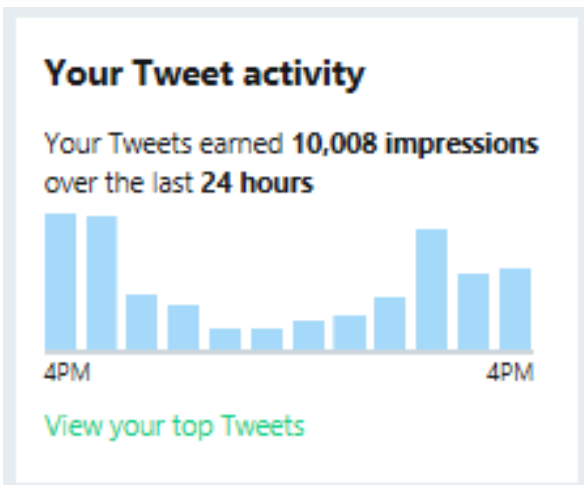 Your Tweet activity
Your Tweets earned 10,008 impressions
over the last 24 hours
4PM 4PM
View your top Tweets